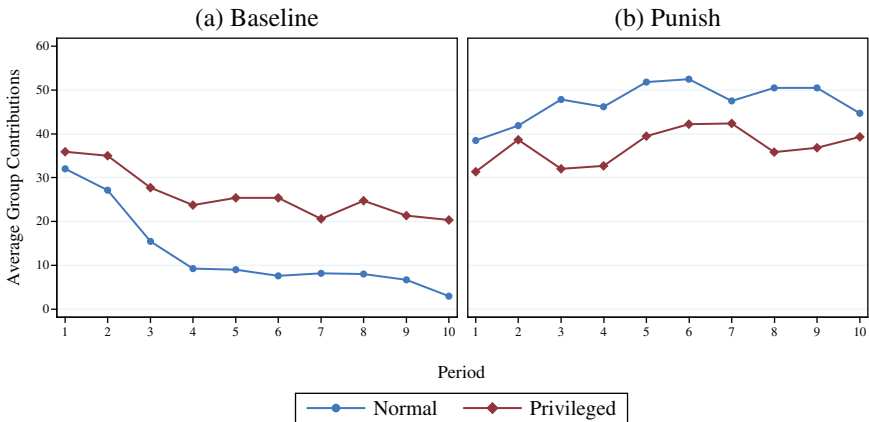 (a) Baseline
(b) Punish
Average Group Contributions
60
50
40
30
20
10
0
1 2 3 4 5 6 7 8 9 10
1 2 3 4 5 6 7 8 9 10
Period
Normal Privileged